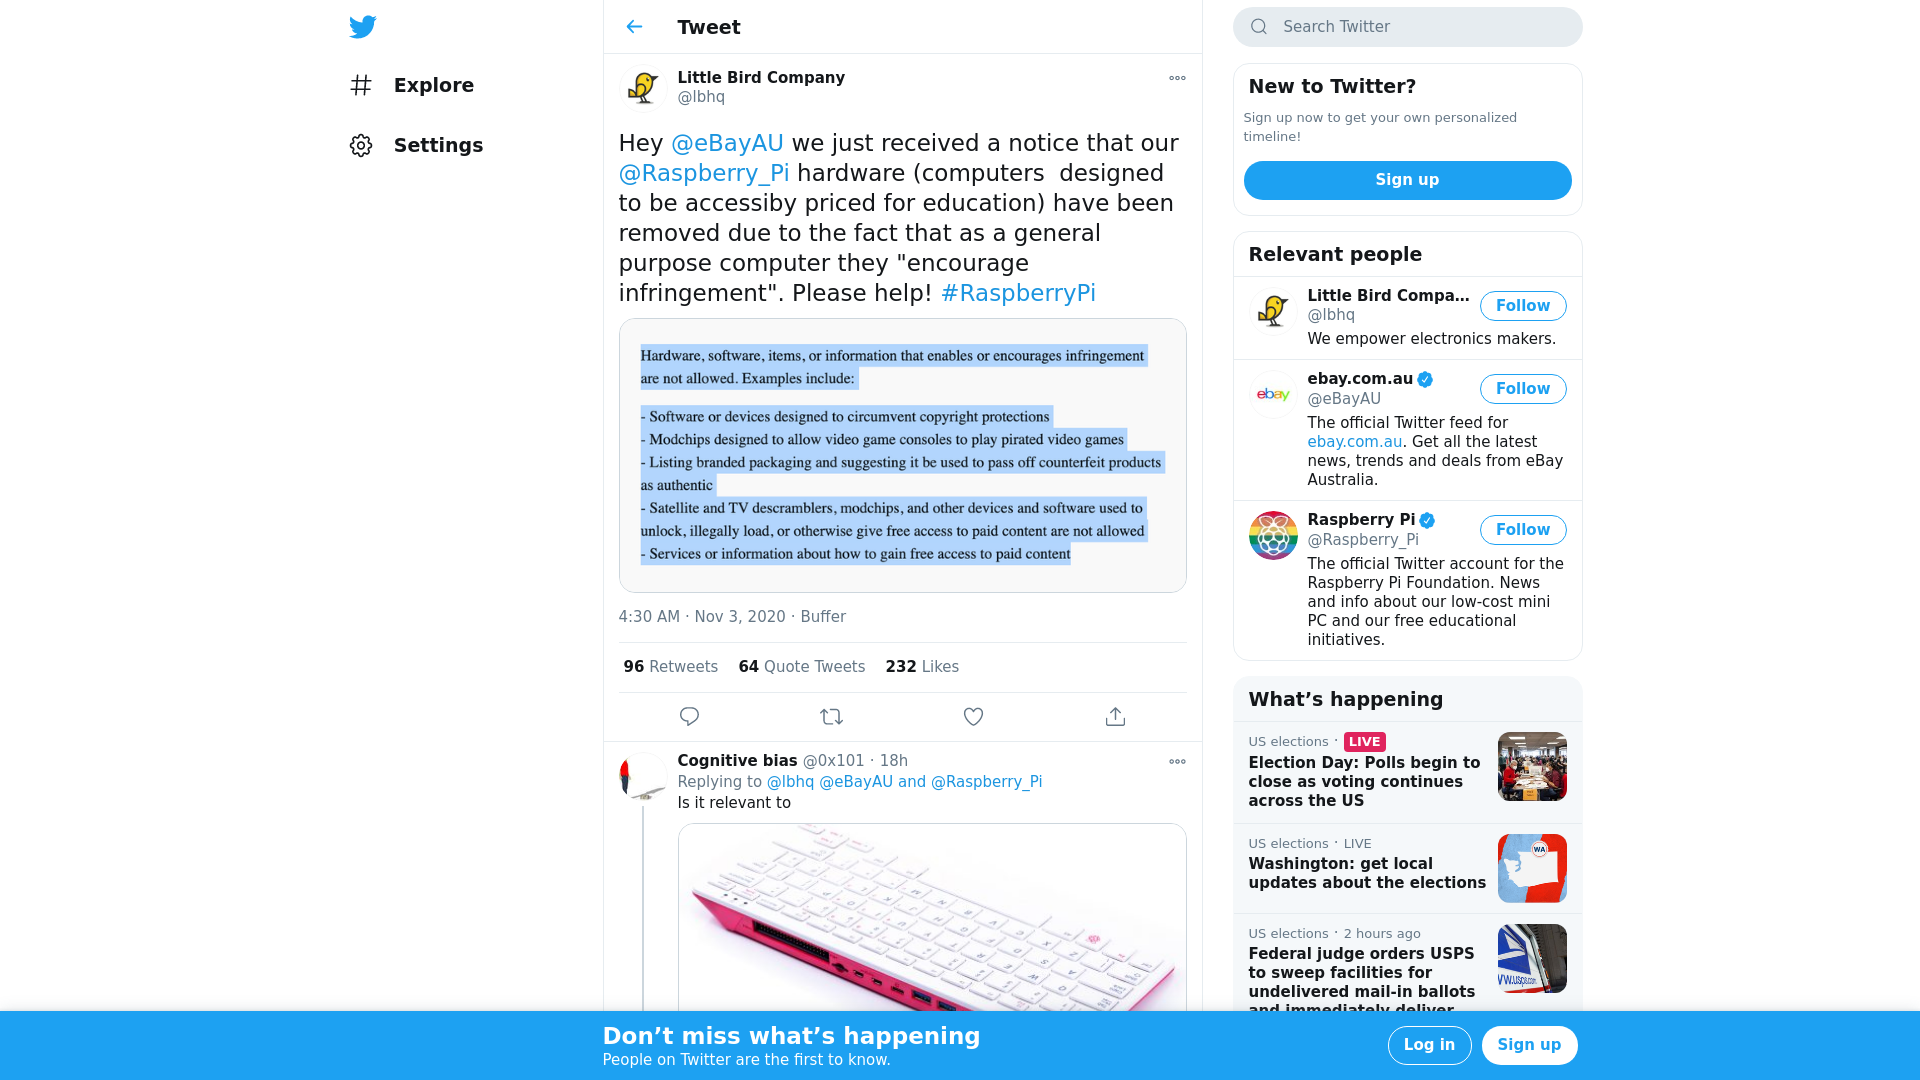 Explore
Settings
Tweet
Little Bird Company
@lbhq
Hey @eBayAU we just received a notice that our
@Raspberry_Pi hardware (computers  designed
to be accessiby priced for education) have been
removed due to the fact that as a general
purpose computer they "encourage
infringement". Please help! #RaspberryPi
Hardware, software, items, or information that enables or encourages infringement
are not allowed. Examples include:
- Software or devices designed to circumvent copyright protections
- Modchips designed to allow video game consoles to play pirated video games
- Listing branded packaging and suggesting it be used to pass off counterfeit products
as authentic
- Satellite and TV descramblers, modchips, and other devices and software used to
unlock, illegally load, or otherwise give free access to paid content are not allowed
- Services or information about how to gain free access to paid content
4:30 AM · Nov 3, 2020 · Buffer
96 Retweets 64 Quote Tweets 232 Likes
Cognitive bias @0x101 · 18h
Replying to @lbhq @eBayAU and @Raspberry_Pi
Is it relevant to
Search Twitter
New to Twitter?
Sign up now to get your own personalized
timeline!
Sign up
Relevant people
Little Bird Compa...
@lbhq
Follow
We empower electronics makers.
ebay
ebay.com.au
@eBayAU
Follow
The official Twitter feed for
ebay.com.au. Get all the latest
news, trends and deals from eBay
Australia.
Raspberry Pi
@Raspberry_Pi
Follow
The official Twitter account for the
Raspberry Pi Foundation. News
and info about our low-cost mini
PC and our free educational
initiatives.
What’s happening
US elections · LIVE
Election Day: Polls begin to
close as voting continues
across the US
US elections · LIVE
Washington: get local
updates about the elections
WA
US elections · 2 hours ago
Federal judge orders USPS
to sweep facilities for
undelivered mail-in ballots
and immediately deliver
Don’t miss what’s happening
People on Twitter are the first to know.
Log in
Sign up